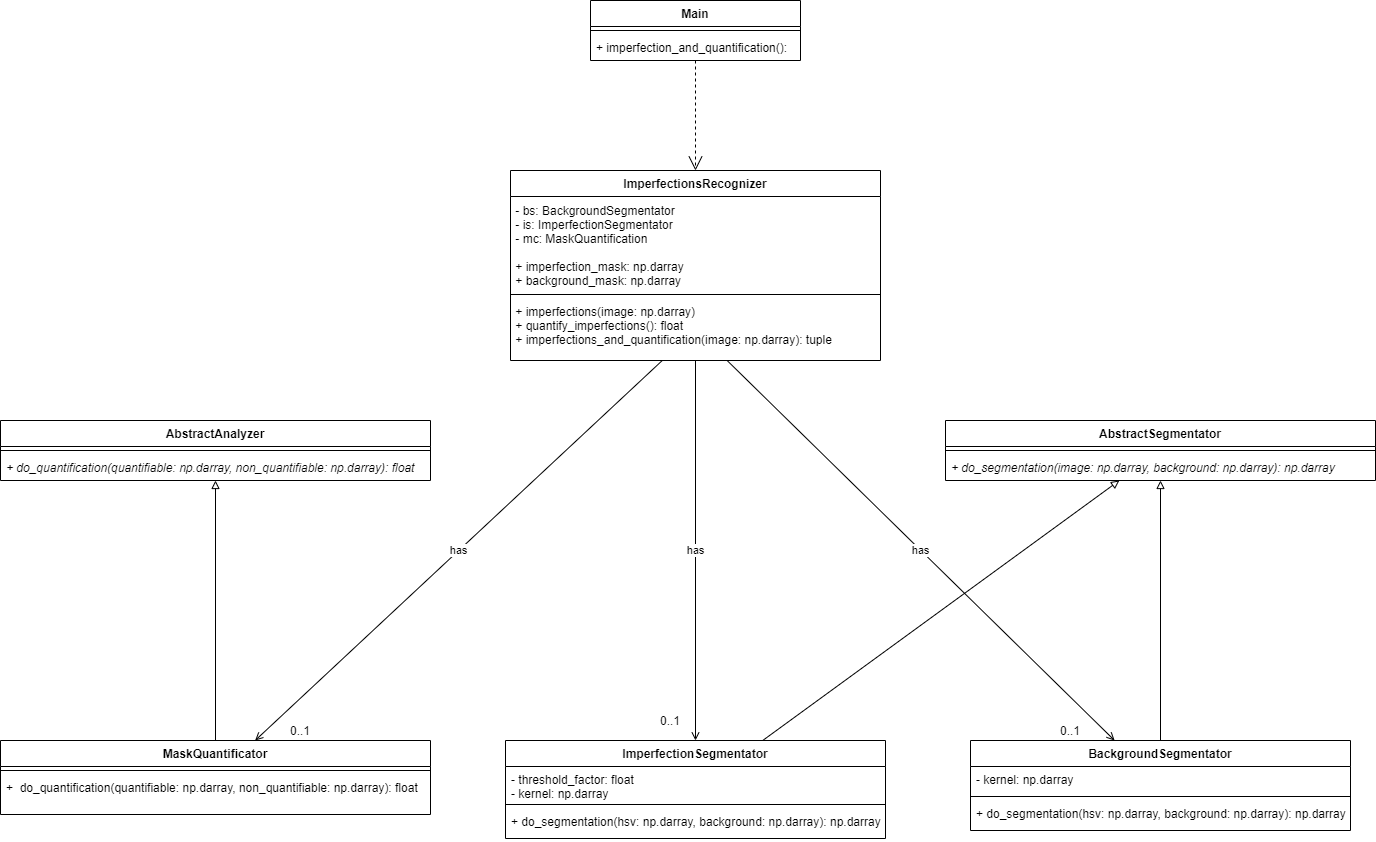 Main
+ imperfection_and_quantification():
ImperfectionsRecognizer
- bs: BackgroundSegmentator
- is: ImperfectionSegmentator
- mc: MaskQuantification
+ imperfection_mask: np.darray
+ background_mask: np.darray
+ imperfections(image: np.darray)
+ quantify_imperfections(): float
+ imperfections_and_quantification(image: np.darray): tuple
AbstractAnalyzer
+ do_quantification(quantifiable: np.darray, non_quantifiable: np.darray): float
AbstractSegmentator
+ do_segmentation(image: np.darray, background: np.darray): np.darray
has
has
has
0..1
0..1
0..1
MaskQuantificator
+ do_quantification(quantifiable: np.darray, non_quantifiable: np.darray): float
ImperfectionSegmentator
- threshold_factor: float
- kernel: np.darray
+ do_segmentation(hsv: np.darray, background: np.darray): np.darray
BackgroundSegmentator
- kernel: np.darray
+ do_segmentation(hsv: np.darray, background: np.darray): np.darray